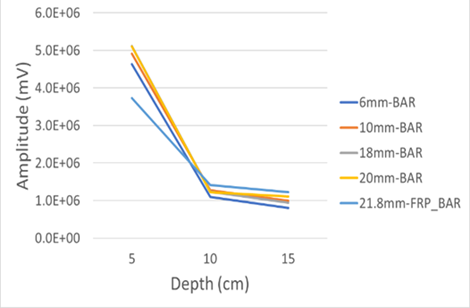 6.0E+06
5.0E+06
4.0E+06
3.0E+06
2.0E+06
1.0E+06
0.0E+00
Amplitude (mV)
5 10 15
Depth (cm)
6mm-BAR
10mm-BAR
18mm-BAR
20mm-BAR
21.8mm-FRP_BAR